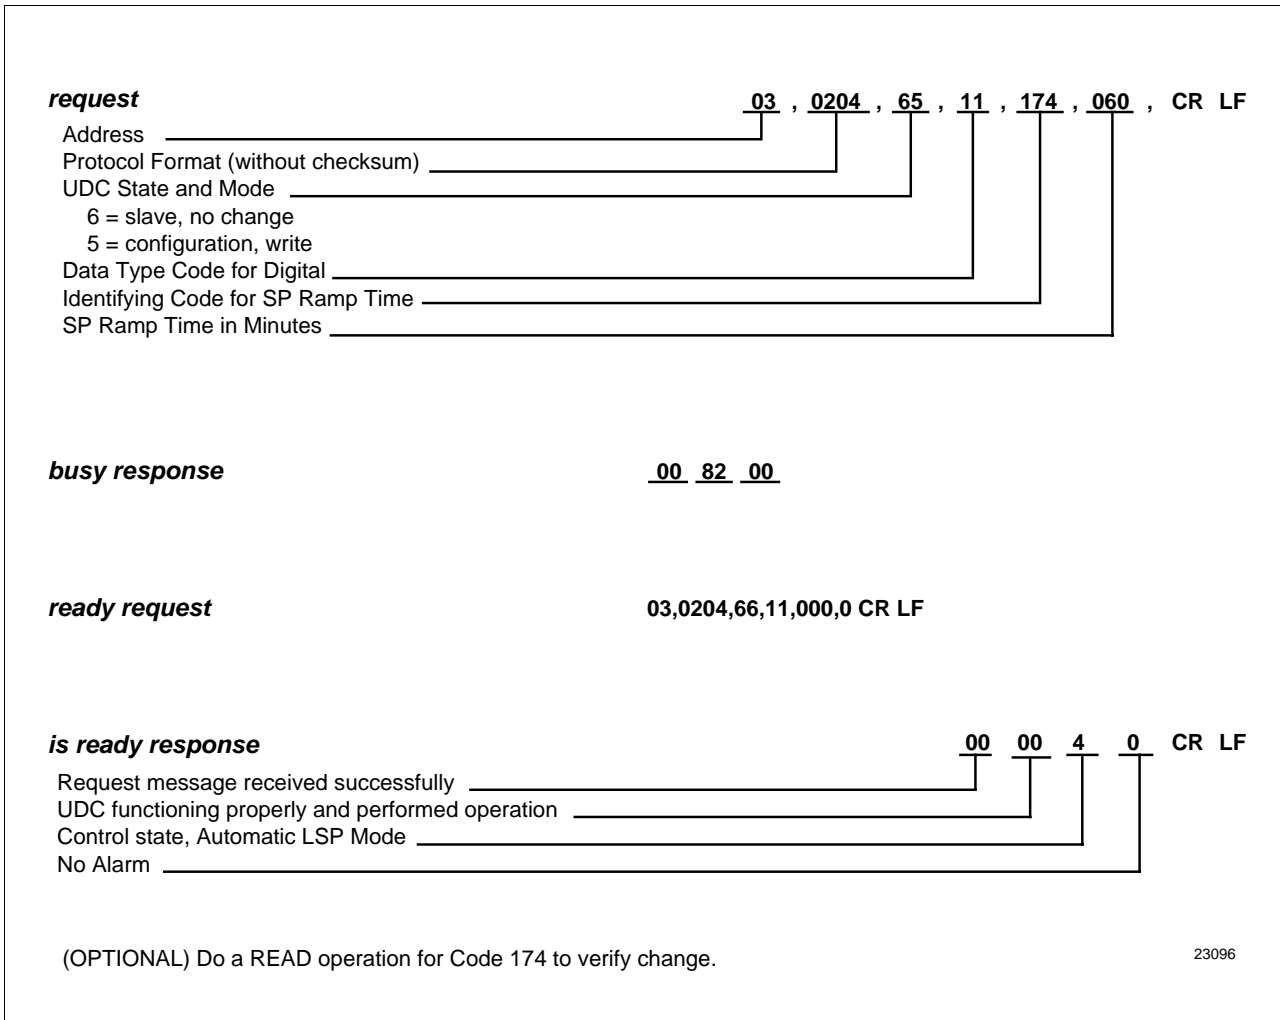 request 03 , 0204 , 65 , 11 , 174 , 060 , CR LF
Address
Protocol Format (without checksum)
UDC State and Mode
6 = slave, no change
5 = configuration, write
Data Type Code for Digital
Identifying Code for SP Ramp Time
SP Ramp Time in Minutes
busy response 00 82 00
ready request 03,0204,66,11,000,0 CR LF
is ready response 00 00 4 0 CR LF
Request message received successfully
UDC functioning properly and performed operation
Control state, Automatic LSP Mode
No Alarm
(OPTIONAL) Do a READ operation for Code 174 to verify change. 23096